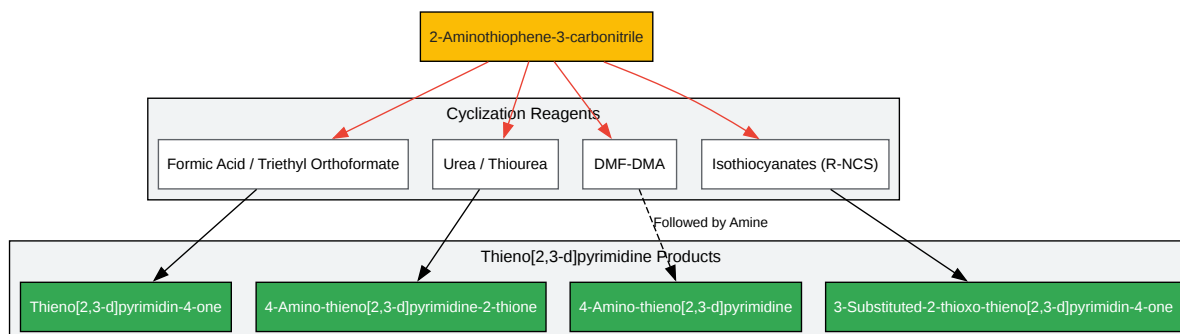 2-Aminothiophene-3-carbonitrile
Cyclization Reagents
Formic Acid / Triethyl Orthoformate
Urea / Thiourea
DMF-DMA
Isothiocyanates (R-NCS)
Followed by Amine
Thieno[2,3-d]pyrimidine Products
Thieno[2,3-d]pyrimidin-4-one
4-Amino-thieno[2,3-d]pyrimidine-2-thione
4-Amino-thieno[2,3-d]pyrimidine
3-Substituted-2-thioxo-thieno[2,3-d]pyrimidin-4-one